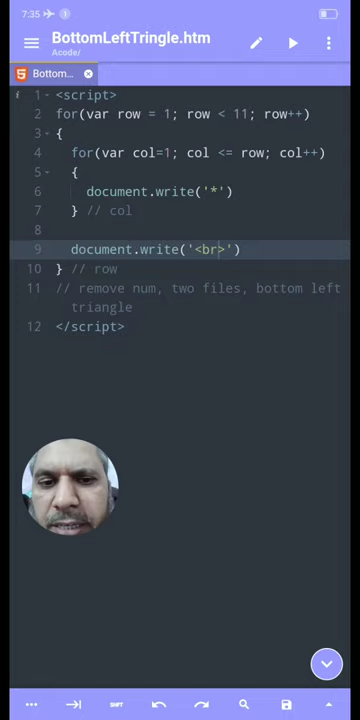 7:35 1
BottomLeftTringle.htm
Acode/
Bottom...
1 <script>
2 for(var row = 1; row < 11; row++)
3 {
4 for(var col=1; col <= row; col++)
5 {
6 document.write('*')
7 } // col
8
9 document.write('<br>')
10 } // row
11 // remove num, two files, bottom left
triangle
12 </script>
SHIFT